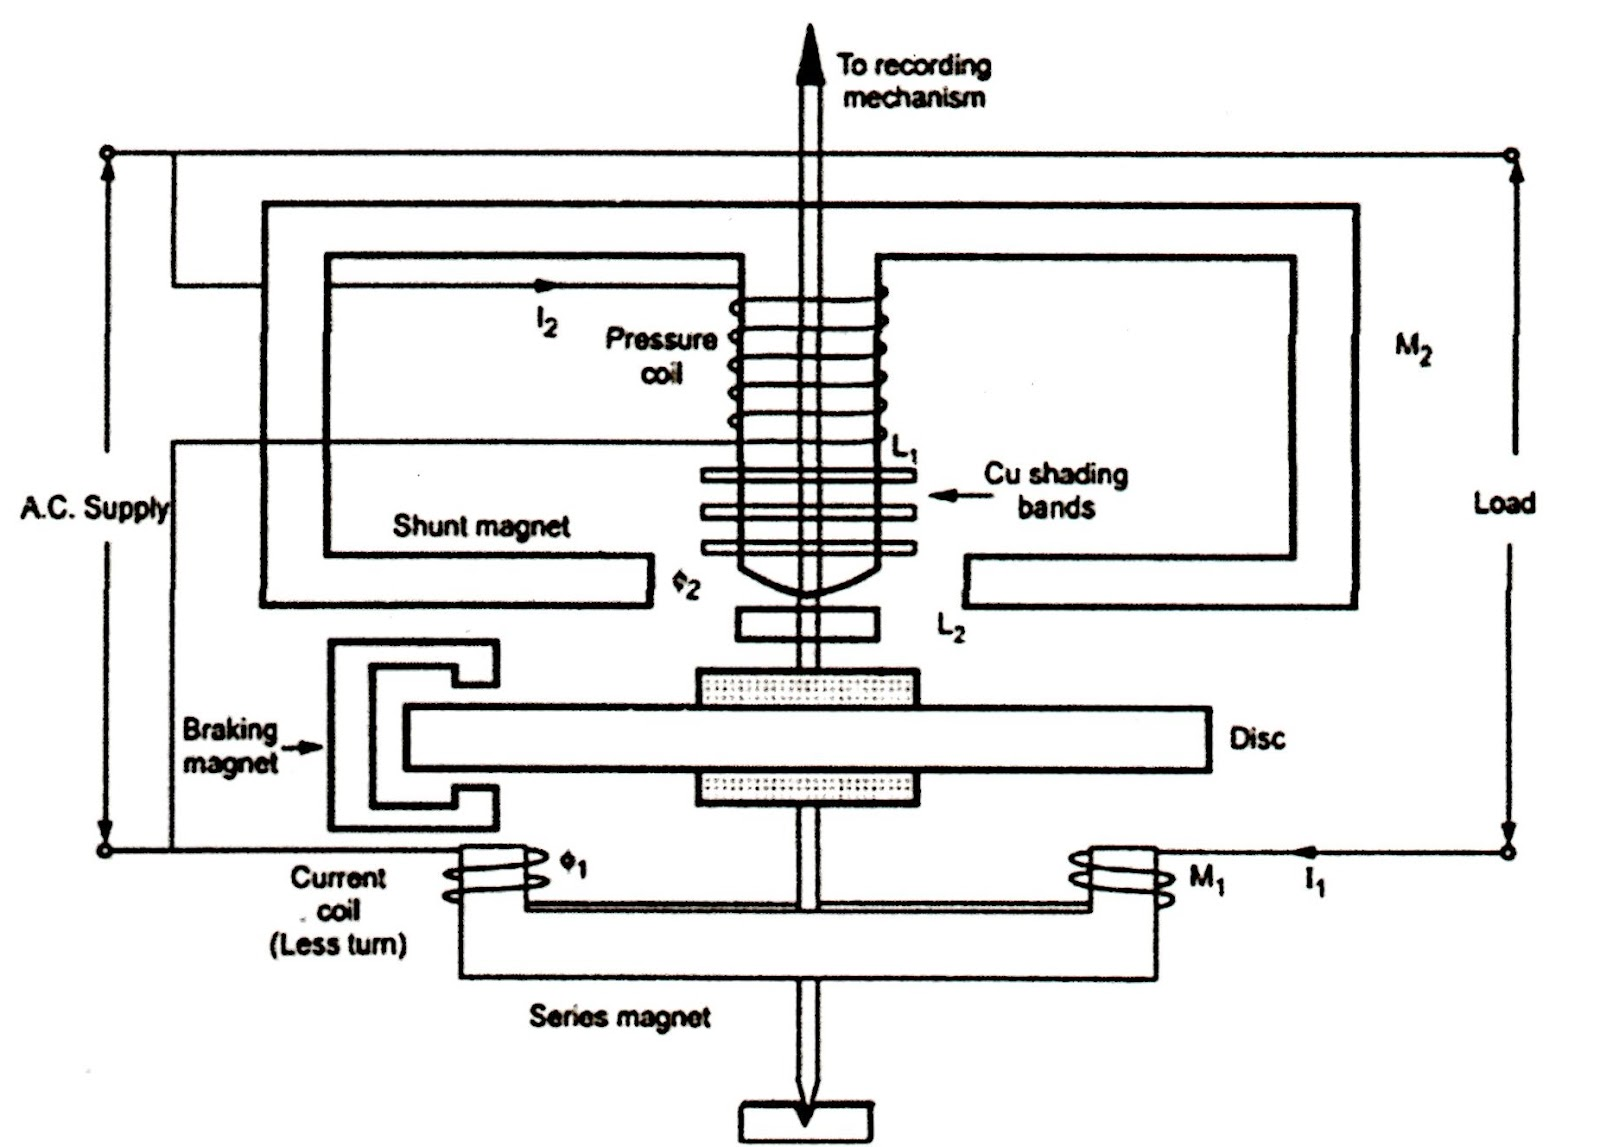 To recording
mechanism
I2
Pressure
coil
M2
L1
Cu shading
bands
A.C. Supply
Load
Shunt magnet
ϕ2
L2
Braking
magnet
Disc
ϕ1
Current
coil
(Less turn)
M1
I1
Series magnet